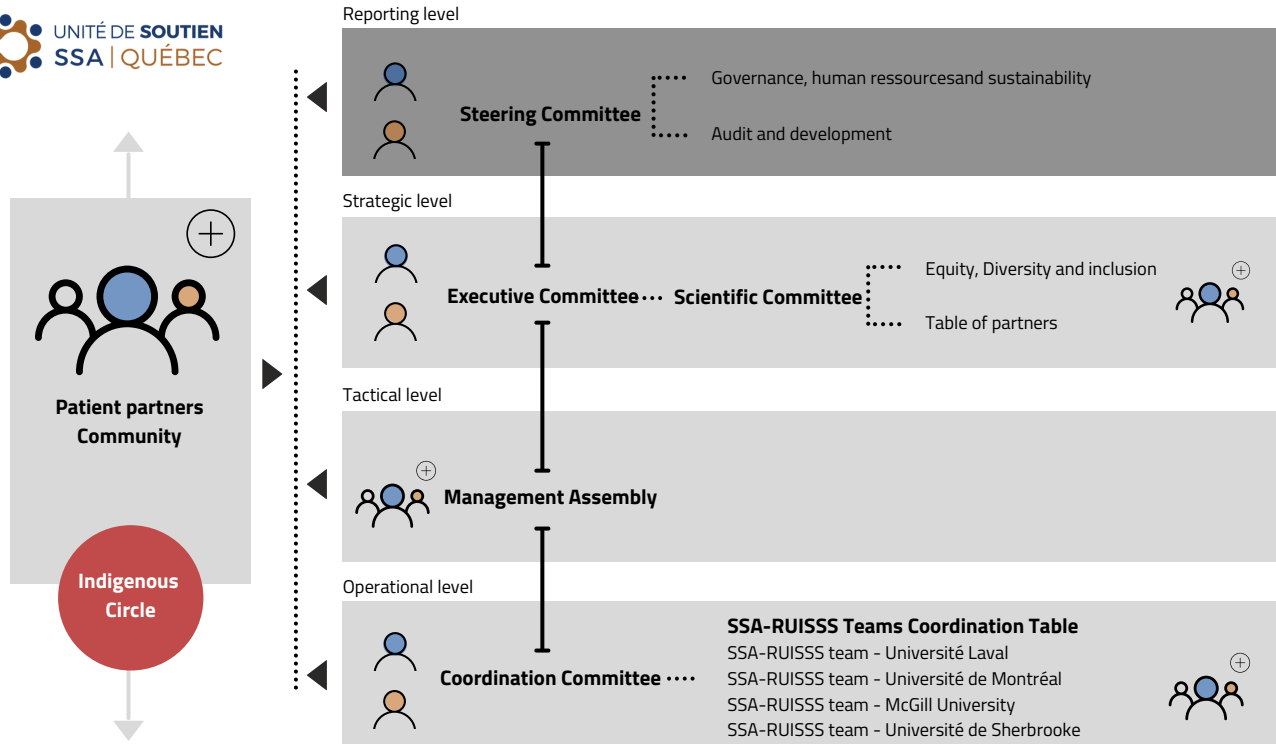 UNITÉ DE SOUTIEN
SSA | QUÉBEC
Reporting level
Steering Committee
Governance, human ressourcesand sustainability
Audit and development
Strategic level
Executive Committee
Scientific Committee
Equity, Diversity and inclusion
Table of partners
Patient partners
Community
Indigenous
Circle
Tactical level
Management Assembly
Operational level
Coordination Committee
SSA-RUISSS Teams Coordination Table
SSA-RUISSS team - Université Laval
SSA-RUISSS team - Université de Montréal
SSA-RUISSS team - McGill University
SSA-RUISSS team - Université de Sherbrooke